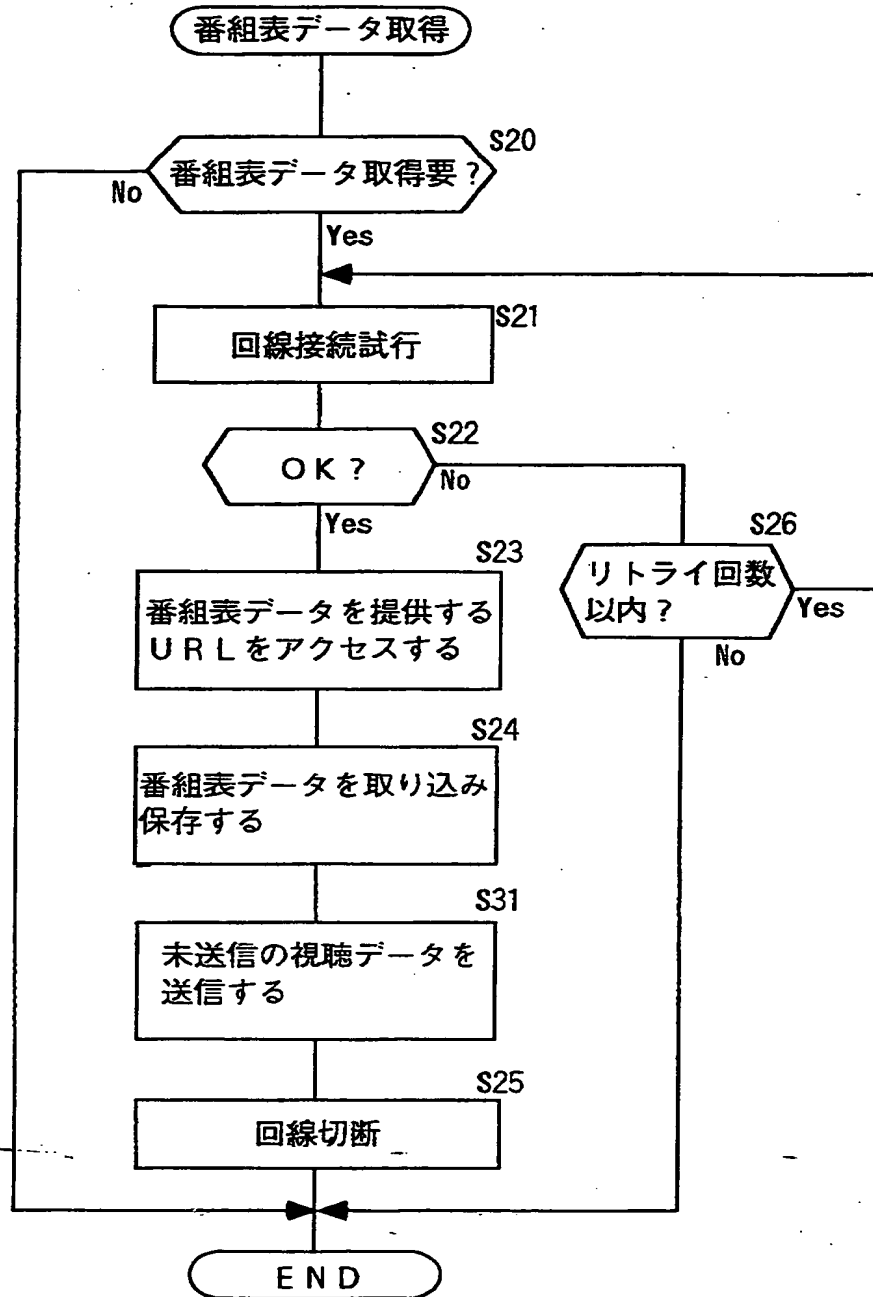 番組表データ取得
S20
番組表データ取得要？
No
Yes
S21
回線接続試行
S22
ＯＫ？
No
Yes
S23
番組表データを提供する
ＵＲＬをアクセスする
S26
リトライ回数
以内？
Yes
No
S24
番組表データを取り込み
保存する
S31
未送信の視聴データを
送信する
S25
回線切断
ＥＮＤ